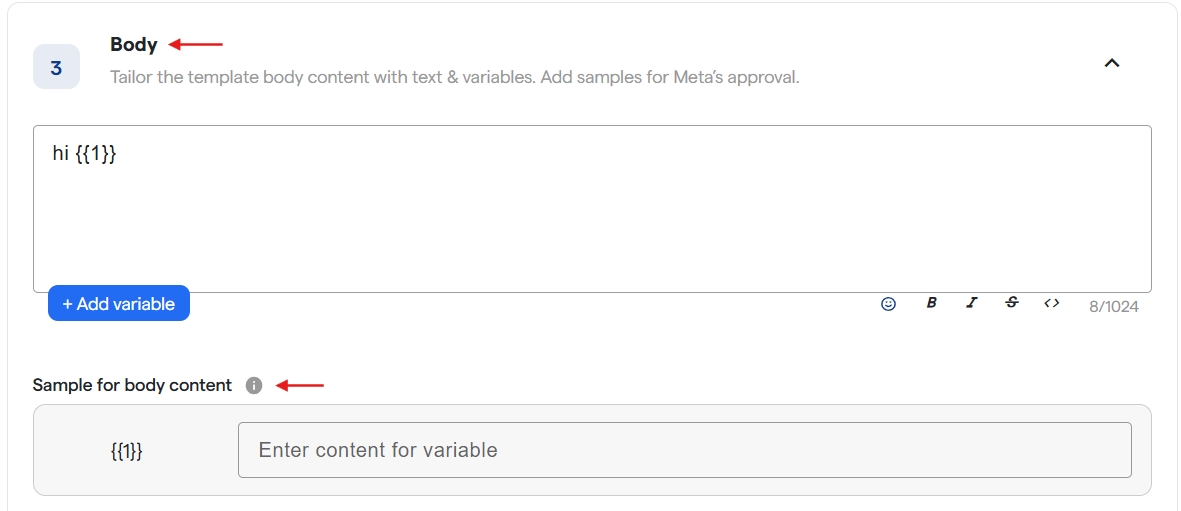 3
Body
Tailor the template body content with text & variables. Add samples for Meta's approval.
hi {{1}}
+ Add variable
B I S <> 8/1024
Sample for body content
{{1}} Enter content for variable